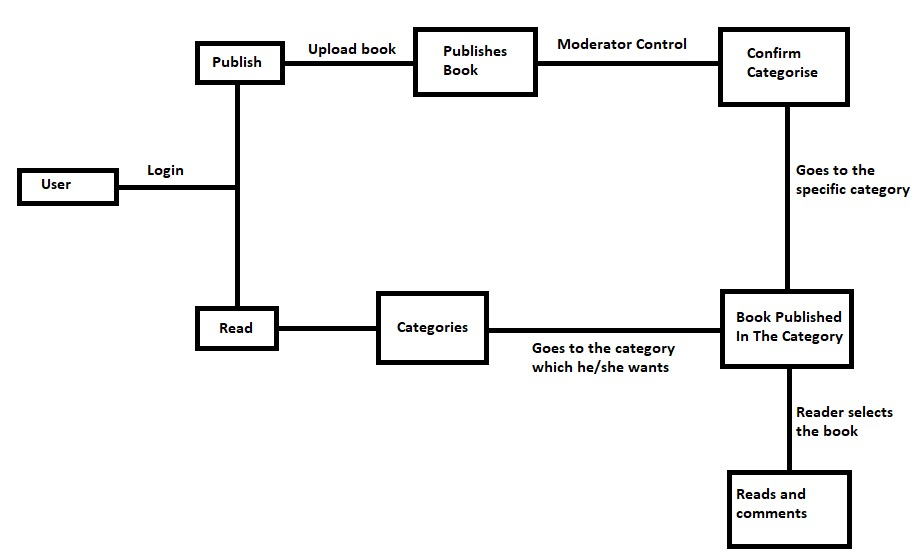 Publish
Upload book
Publishes
Book
Moderator Control
Confirm
Categorise
User
Login
Goes to the
specific category
Read
Categories
Goes to the category
which he/she wants
Book Published
In The Category
Reader selects
the book
Reads and
comments